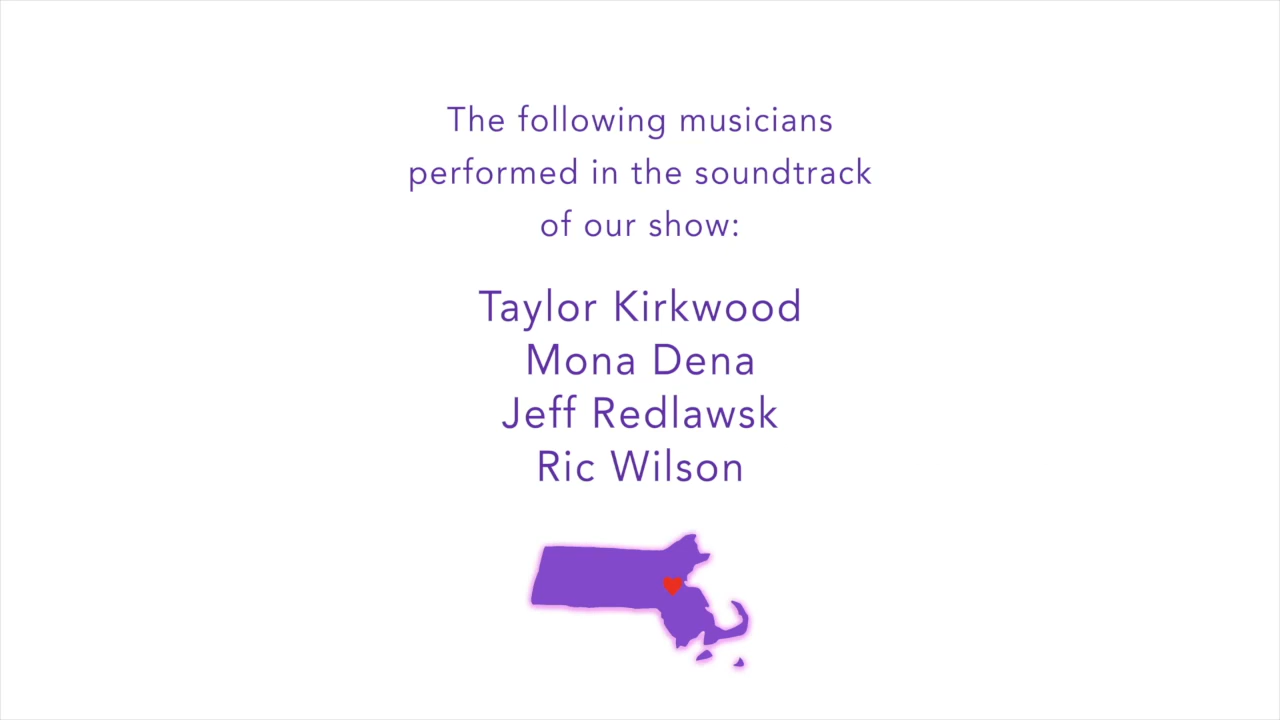 The following musicians
performed in the soundtrack
of our show:
Taylor Kirkwood
Mona Dena
Jeff Redlawsk
Ric Wilson